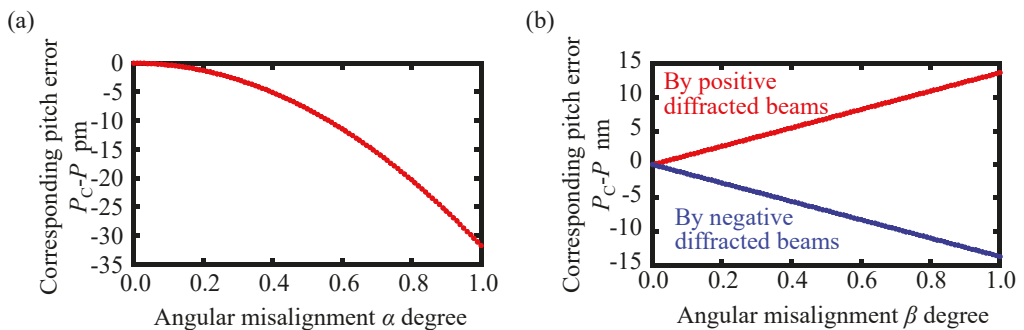 (a)
Corresponding pitch error
P_C-P pm
0
-5
-10
-15
-20
-25
-30
-35
0.0 0.2 0.4 0.6 0.8 1.0
Angular misalignment α degree
(b)
Corresponding pitch error
P_C-P nm
15
10
5
0
-5
-10
-15
By positive
diffracted beams
By negative
diffracted beams
0.0 0.2 0.4 0.6 0.8 1.0
Angular misalignment β degree